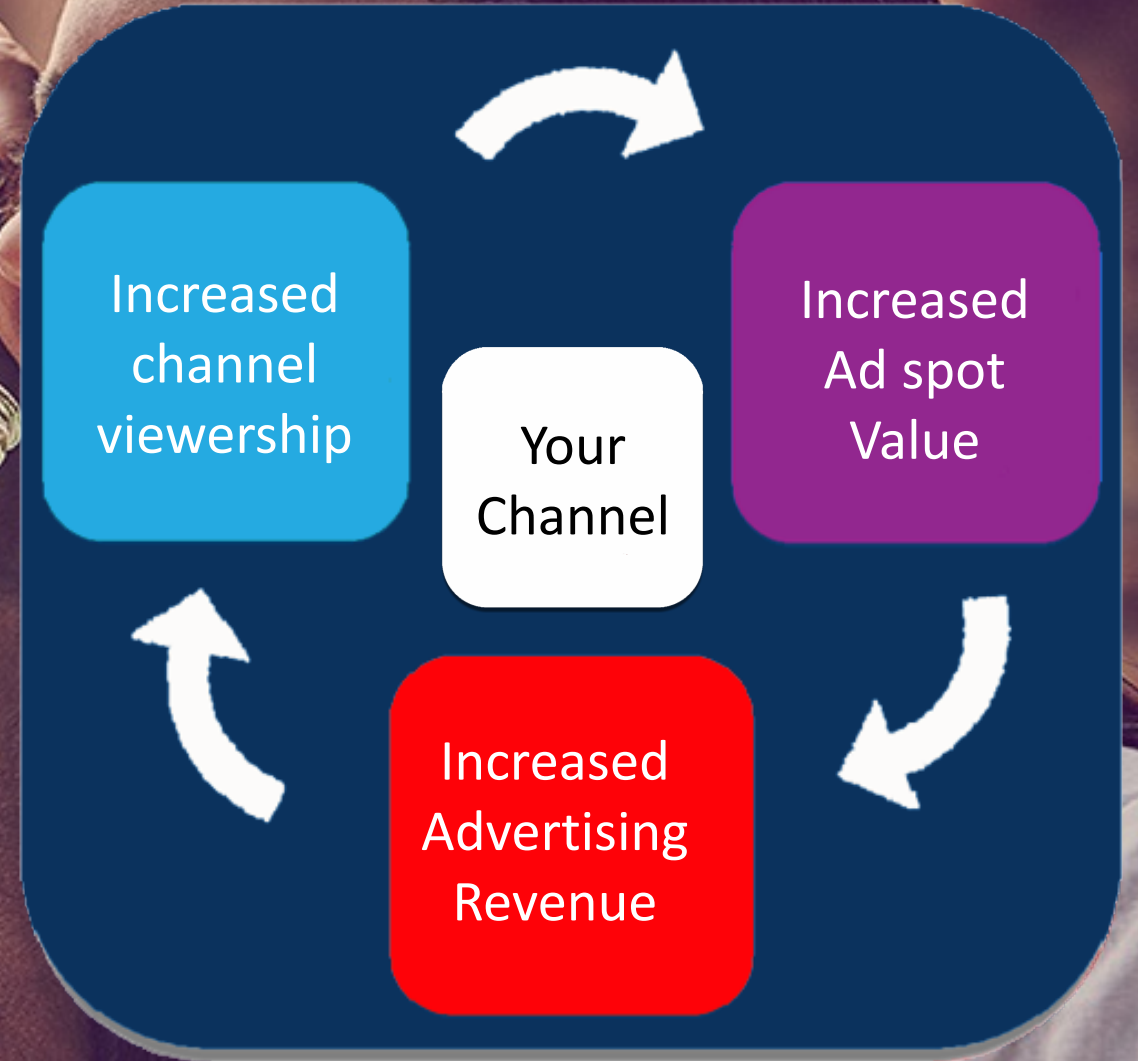 Increased
channel
viewership
Increased
Ad spot
Value
Your
Channel
Increased
Advertising
Revenue